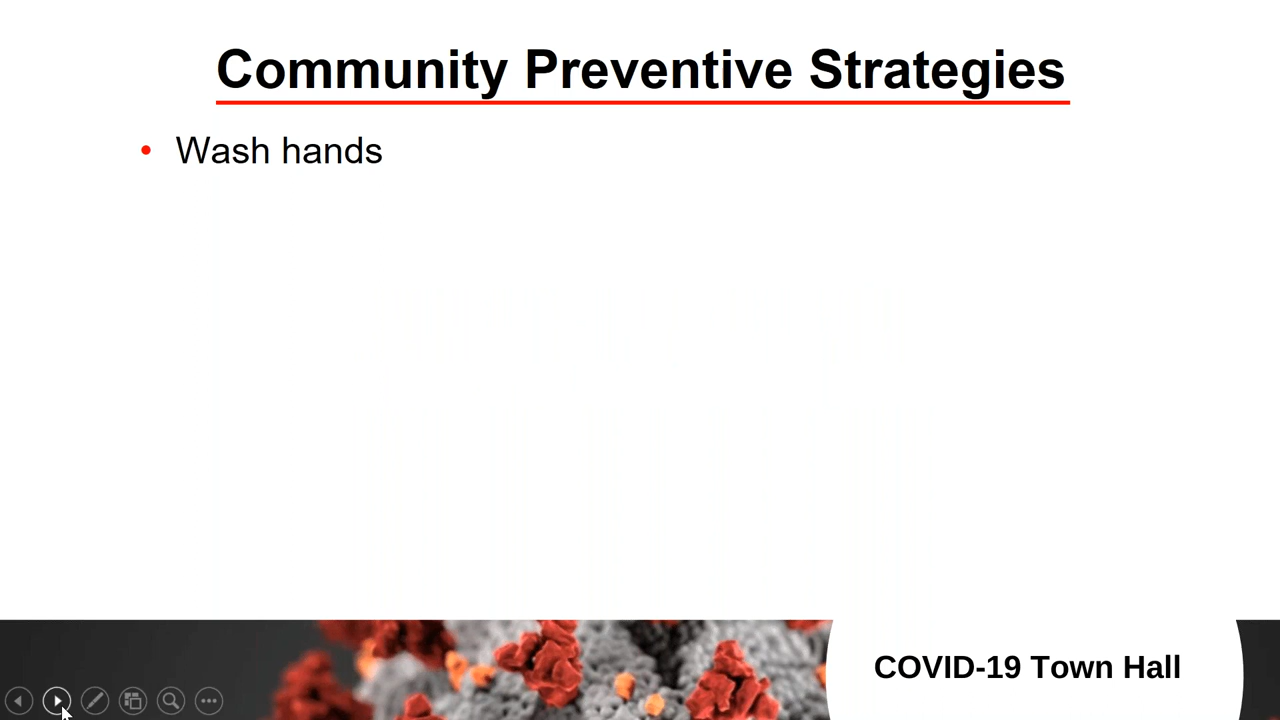 Community Preventive Strategies
• Wash hands
COVID-19 Town Hall